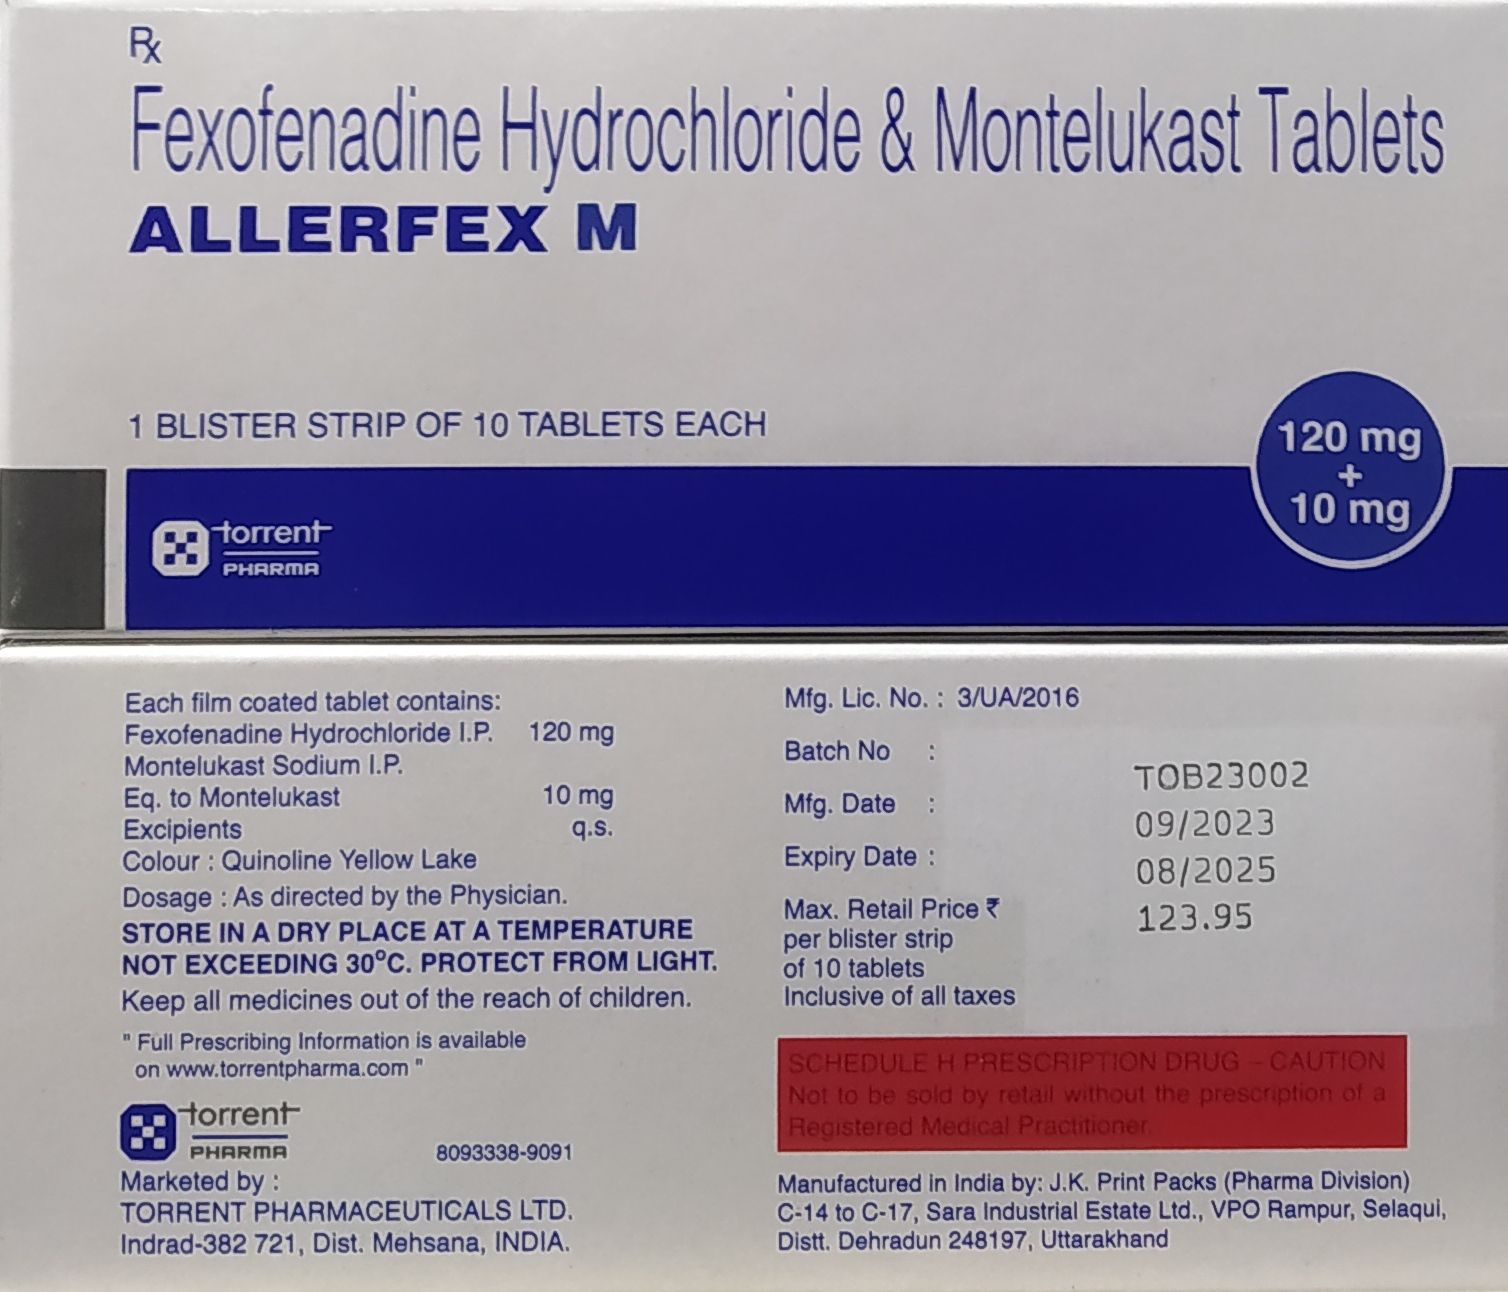 Rx
Fexofenadine Hydrochloride & Montelukast Tablets
ALLERFEX M
1 BLISTER STRIP OF 10 TABLETS EACH
120 mg
+
10 mg
torrent
PHARMA
Each film coated tablet contains:
Fexofenadine Hydrochloride I.P. 120 mg
Montelukast Sodium I.P.
Eq. to Montelukast 10 mg
Excipients q.s.
Colour : Quinoline Yellow Lake
Dosage : As directed by the Physician.
STORE IN A DRY PLACE AT A TEMPERATURE
NOT EXCEEDING 30°C. PROTECT FROM LIGHT.
Keep all medicines out of the reach of children.
" Full Prescribing Information is available
on www.torrentpharma.com "
torrent
PHARMA
8093338-9091
Marketed by :
TORRENT PHARMACEUTICALS LTD.
Indrad-382 721, Dist. Mehsana, INDIA.
Mfg. Lic. No. : 3/UA/2016
Batch No : TOB23002
Mfg. Date : 09/2023
Expiry Date : 08/2025
Max. Retail Price ₹ 123.95
per blister strip
of 10 tablets
Inclusive of all taxes
SCHEDULE H PRESCRIPTION DRUG - CAUTION
Not to be sold by retail without the prescription of a
Registered Medical Practitioner.
Manufactured in India by: J.K. Print Packs (Pharma Division)
C-14 to C-17, Sara Industrial Estate Ltd., VPO Rampur, Selaqui,
Distt. Dehradun 248197, Uttarakhand